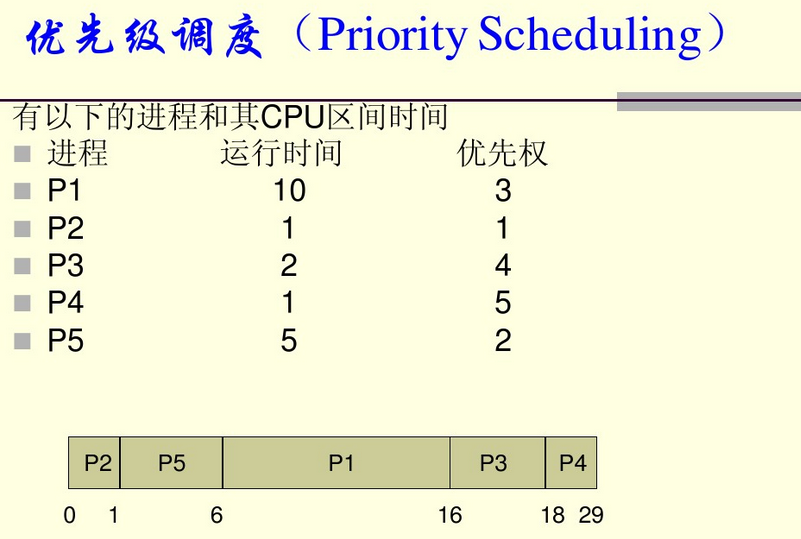 优先级调度（Priority Scheduling）
有以下的进程和其CPU区间时间
进程 运行时间 优先权
P1 10 3
P2 1 1
P3 2 4
P4 1 5
P5 5 2
P2 P5 P1 P3 P4
0 1 6 16 18 29